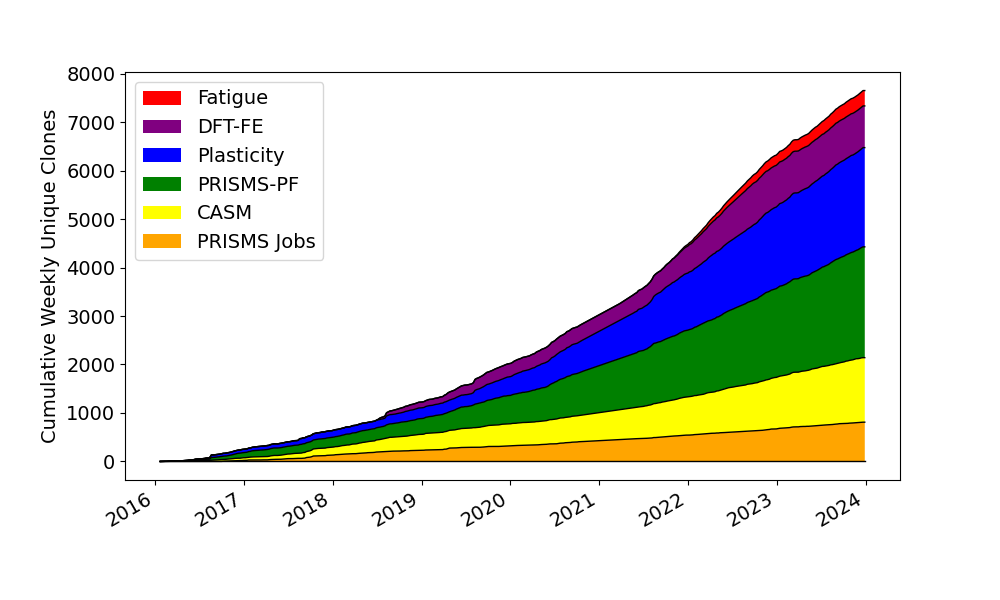 8000
7000
6000
5000
4000
3000
2000
1000
0
Cumulative Weekly Unique Clones
Fatigue
DFT-FE
Plasticity
PRISMS-PF
CASM
PRISMS Jobs
2016
2017
2018
2019
2020
2021
2022
2023
2024